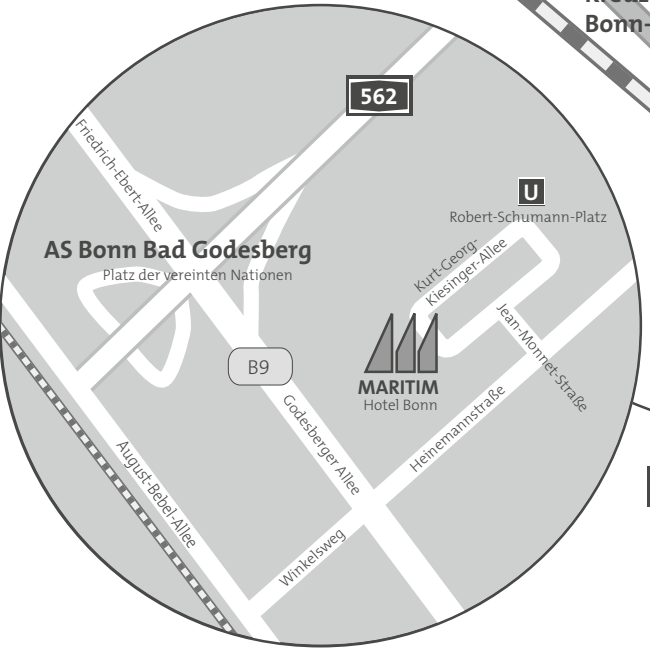 Bonn-
562
Friedrich-Ebert-Allee
U
Robert-Schumann-Platz
AS Bonn Bad Godesberg
Platz der vereinten Nationen
Kurt-Georg-
Kiesinger-Allee
Jean-Monnet-Straße
B9
MARITIM
Hotel Bonn
Godesberger Allee
Heinemannstraße
August-Bebel-Allee
Winkelsweg